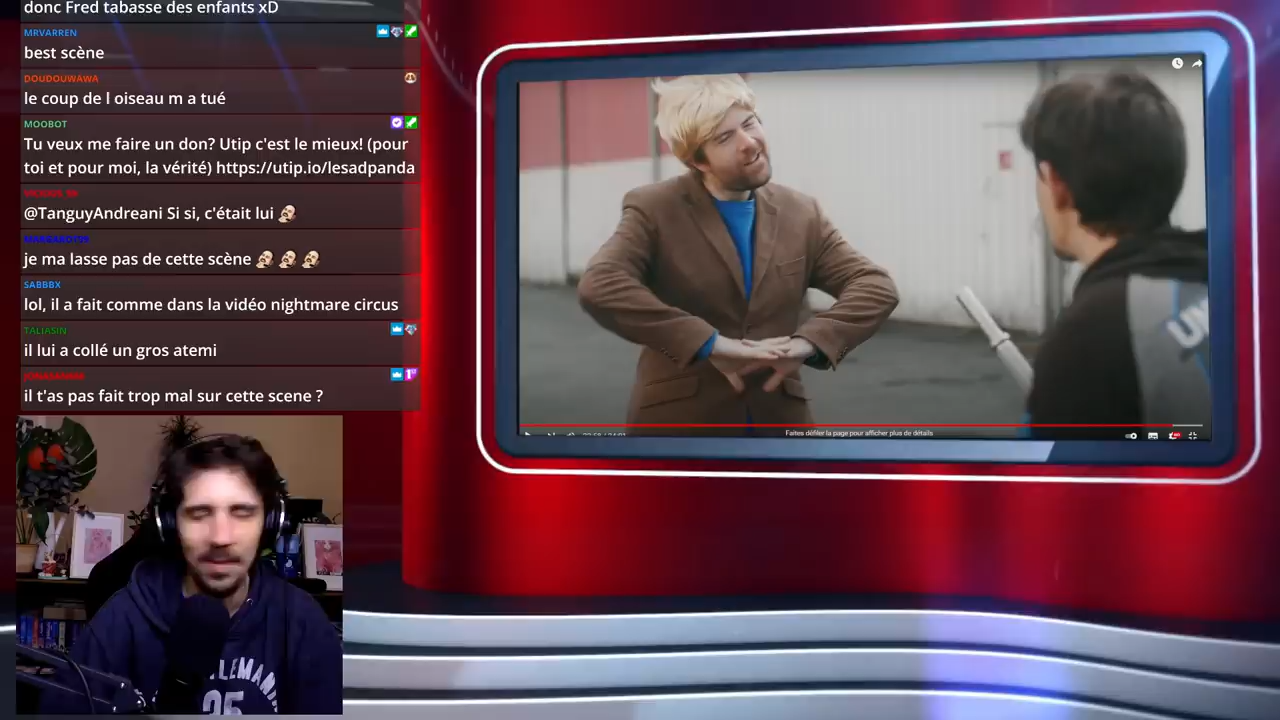 donc Fred tabasse des enfants xD
MRVARREN
best scène
DOUDOUWAWA
le coup de l oiseau m a tué
MOOBOT
Tu veux me faire un don? Utip c'est le mieux! (pour
toi et pour moi, la vérité) https://utip.io/lesadpanda
@TanguyAndreani Si si, c'était lui
je ma lasse pas de cette scène
SABBBX
lol, il a fait comme dans la vidéo nightmare circus
TALIASIN
il lui a collé un gros atemi
il t'as pas fait trop mal sur cette scene ?
Faites défiler la page pour afficher plus de détails
UN
LLEMAN
95